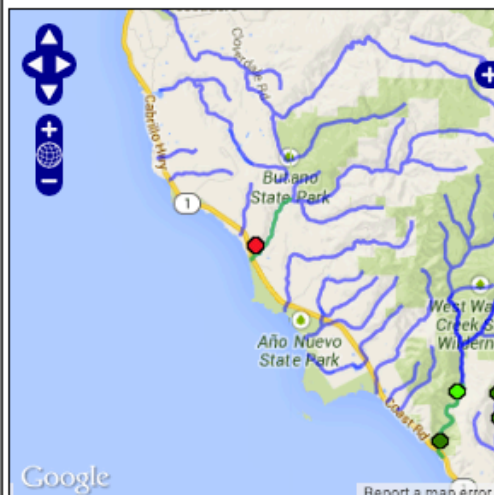 Cloverdale Rd
Cabrillo Hwy
Butano
State Park
1
West Wa
Creek S
Wildern
Año Nuevo
State Park
Coast Rd
Google
1
Report a map error